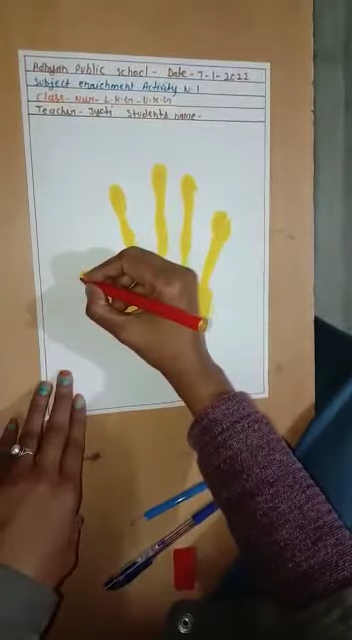 Adhyan Public school - Date - 7-1-2022
Subject enrichment Activity N.1
Class - Nur - L.K.G - U.K.G
Teacher - Jyoti Students name -